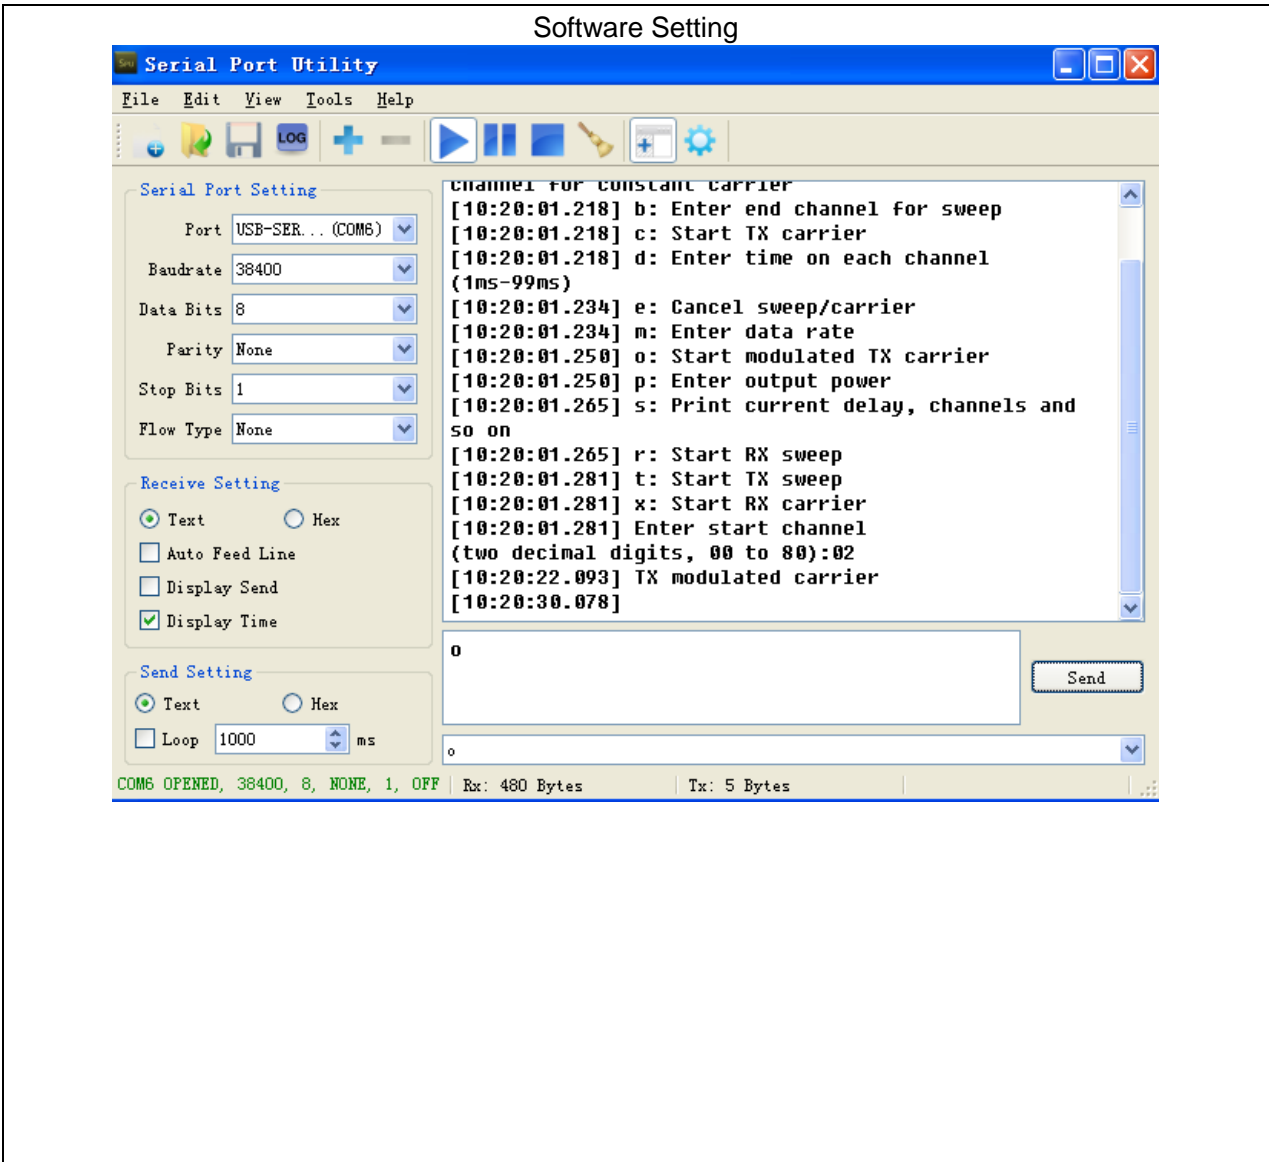 Software Setting
Serial Port Utility
File Edit View Tools Help
LOG
Serial Port Setting
Port USB-SER... (COM6)
Baudrate 38400
Data Bits 8
Parity None
Stop Bits 1
Flow Type None
Receive Setting
Text Hex
Auto Feed Line
Display Send
Display Time
Send Setting
Text Hex
Loop 1000 ms
channel for constant carrier
[10:20:01.218] b: Enter end channel for sweep
[10:20:01.218] c: Start TX carrier
[10:20:01.218] d: Enter time on each channel
(1ms-99ms)
[10:20:01.234] e: Cancel sweep/carrier
[10:20:01.234] m: Enter data rate
[10:20:01.250] o: Start modulated TX carrier
[10:20:01.250] p: Enter output power
[10:20:01.265] s: Print current delay, channels and
so on
[10:20:01.265] r: Start RX sweep
[10:20:01.281] t: Start TX sweep
[10:20:01.281] x: Start RX carrier
[10:20:01.281] Enter start channel
(two decimal digits, 00 to 80):02
[10:20:22.093] TX modulated carrier
[10:20:30.078]
o
Send
o
COM6 OPENED, 38400, 8, NONE, 1, OFF Rx: 480 Bytes Tx: 5 Bytes